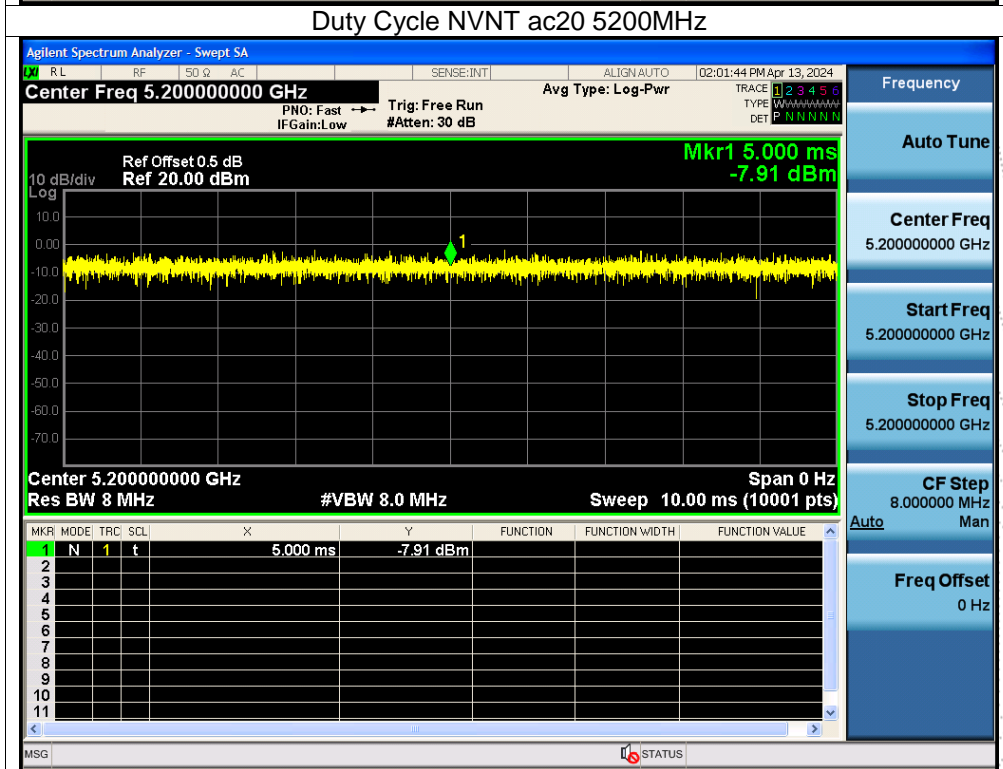 Duty Cycle NVNT ac20 5200MHz
Agilent Spectrum Analyzer - Swept SA
LXI RL RF 50 Ω AC SENSE:INT ALIGN AUTO 02:01:44 PM Apr 13, 2024
Center Freq 5.200000000 GHz
PNO: Fast
IFGain:Low
Trig: Free Run
#Atten: 30 dB
Avg Type: Log-Pwr
TRACE 1 2 3 4 5 6
TYPE WWWWWW
DET P N N N N N
Ref Offset 0.5 dB
10 dB/div Ref 20.00 dBm
Log
Mkr1 5.000 ms
-7.91 dBm
10.0
0.00
-10.0
-20.0
-30.0
-40.0
-50.0
-60.0
-70.0
1
Center 5.200000000 GHz Span 0 Hz
Res BW 8 MHz #VBW 8.0 MHz Sweep 10.00 ms (10001 pts)
MKR MODE TRC SCL X Y FUNCTION FUNCTION WIDTH FUNCTION VALUE
1 N 1 t 5.000 ms -7.91 dBm
2
3
4
5
6
7
8
9
10
11
MSG STATUS
Frequency
Auto Tune
Center Freq
5.200000000 GHz
Start Freq
5.200000000 GHz
Stop Freq
5.200000000 GHz
CF Step
8.000000 MHz
Auto Man
Freq Offset
0 Hz